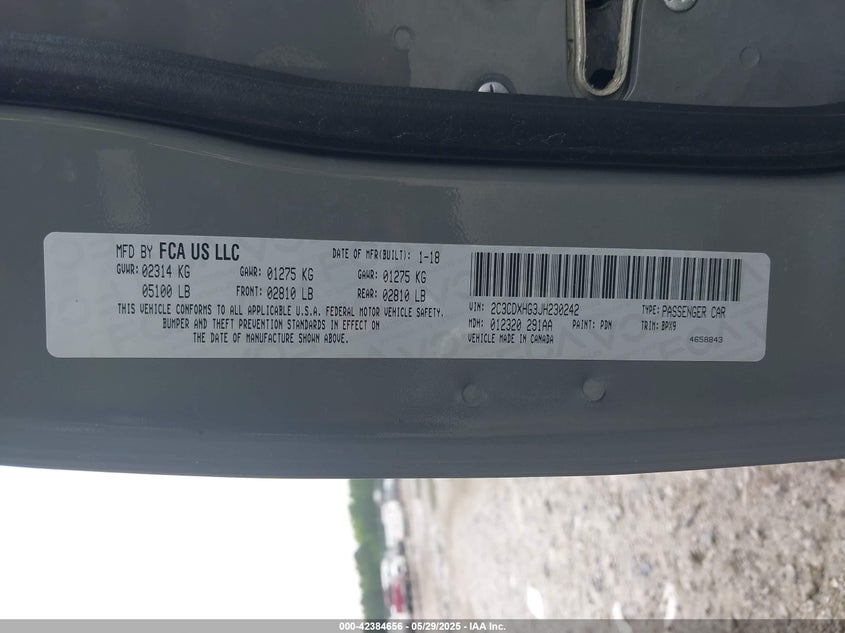 MFD BY FCA US LLC
DATE OF MFR(BUILT): 1-18
GVWR: 02314 KG GAWR: 01275 KG GAWR: 01275 KG
05100 LB FRONT: 02810 LB REAR: 02810 LB
THIS VEHICLE CONFORMS TO ALL APPLICABLE U.S.A. FEDERAL MOTOR VEHICLE SAFETY,
BUMPER AND THEFT PREVENTION STANDARDS IN EFFECT ON
THE DATE OF MANUFACTURE SHOWN ABOVE.
VIN: 2C3CDXHG3JH230242 TYPE: PASSENGER CAR
MDH: 012320 291AA PAINT: PDN TRIM: BPX9
VEHICLE MADE IN CANADA 4658843
000-42384656 - 05/29/2025 - IAA Inc.